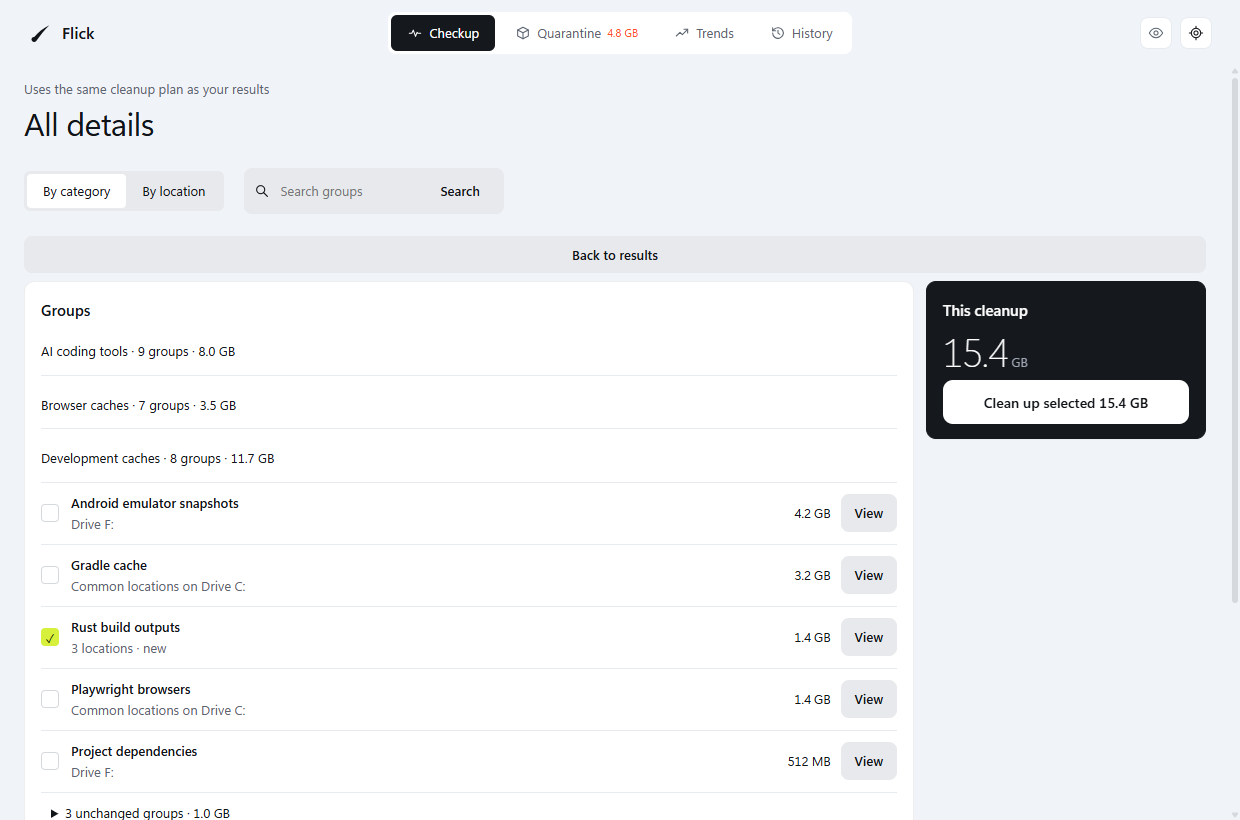 Flick
Checkup
Quarantine 4.8 GB
Trends
History
Uses the same cleanup plan as your results
All details
By category
By location
Search groups
Search
Back to results
Groups
AI coding tools · 9 groups · 8.0 GB
Browser caches · 7 groups · 3.5 GB
Development caches · 8 groups · 11.7 GB
Android emulator snapshots
Drive F:
4.2 GB
View
Gradle cache
Common locations on Drive C:
3.2 GB
View
Rust build outputs
3 locations · new
1.4 GB
View
Playwright browsers
Common locations on Drive C:
1.4 GB
View
Project dependencies
Drive F:
512 MB
View
3 unchanged groups · 1.0 GB
This cleanup
15.4 GB
Clean up selected 15.4 GB